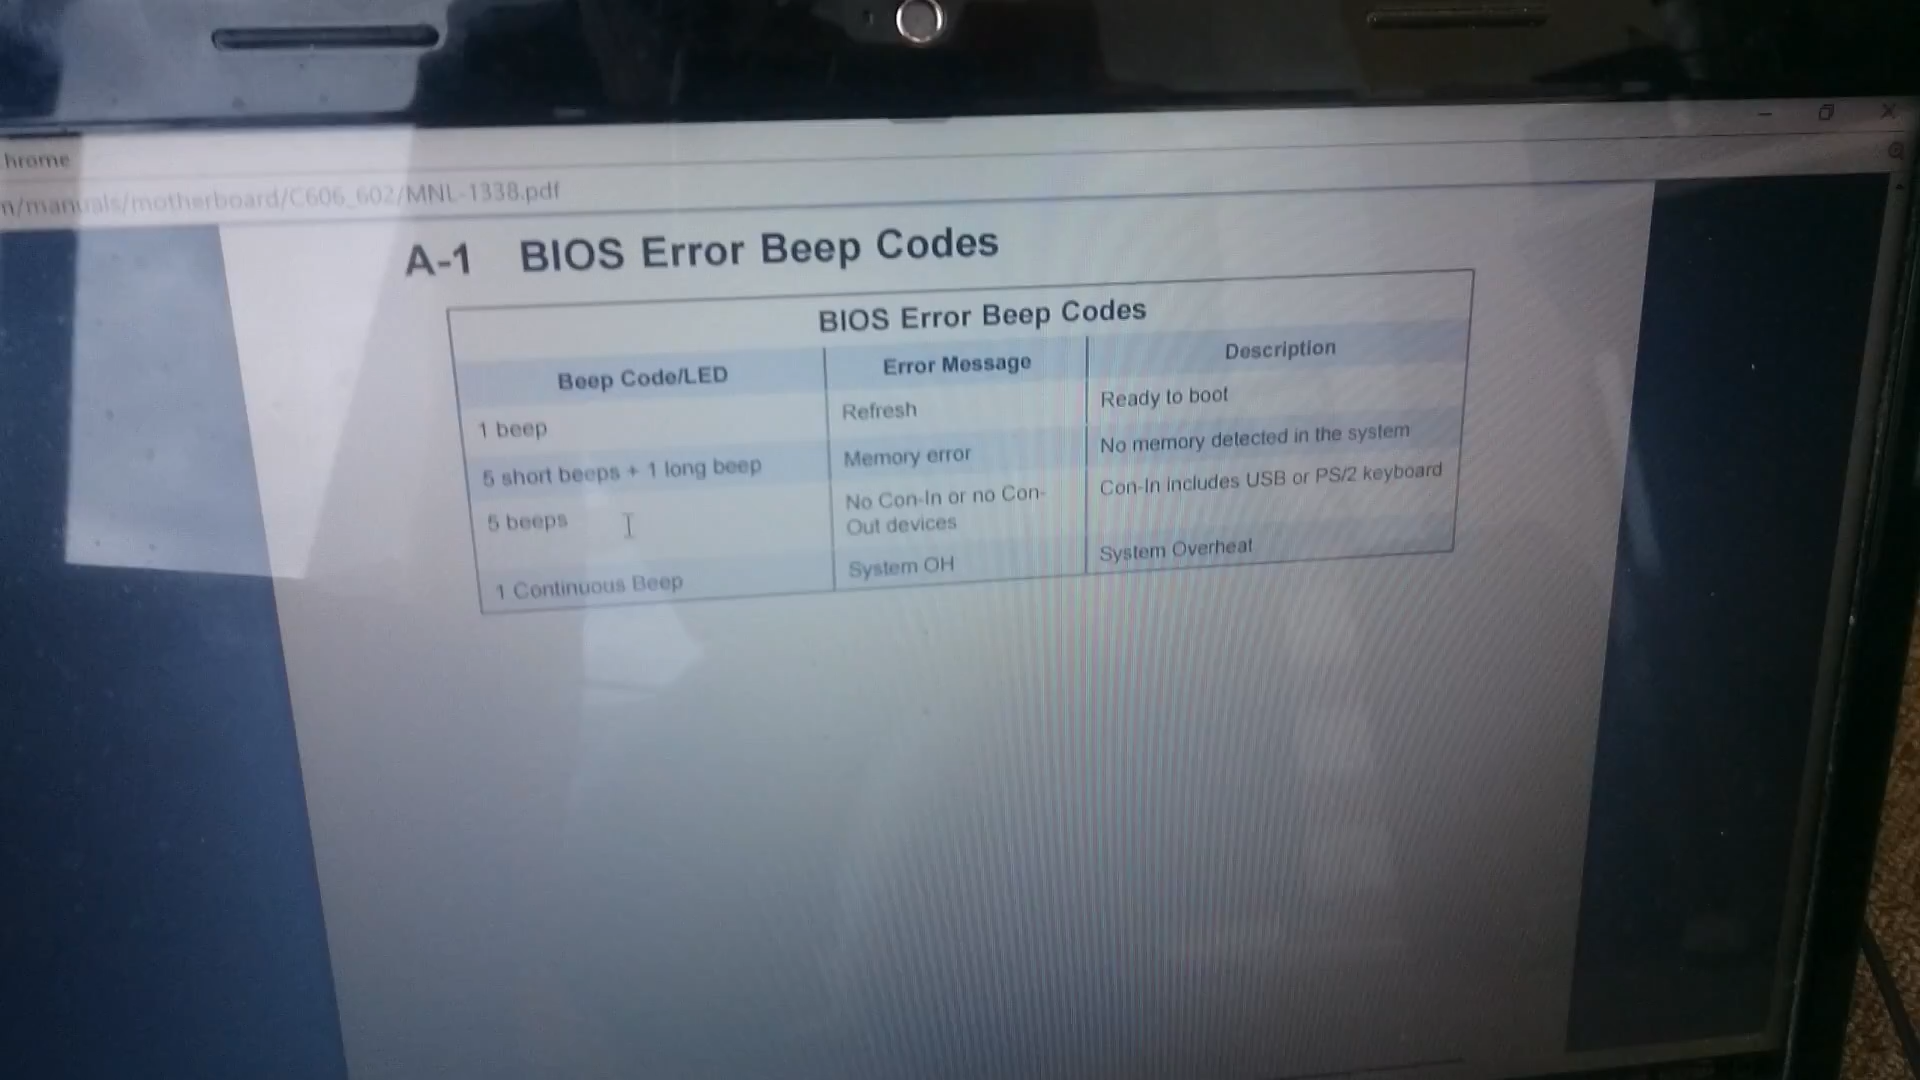 hrome
n/manuals/motherboard/C606_602/MNL-1338.pdf
A-1 BIOS Error Beep Codes
BIOS Error Beep Codes
Beep Code/LED Error Message Description
1 beep Refresh Ready to boot
5 short beeps + 1 long beep Memory error No memory detected in the system
5 beeps No Con-In or no Con- Con-In includes USB or PS/2 keyboard
Out devices
1 Continuous Beep System OH System Overheat